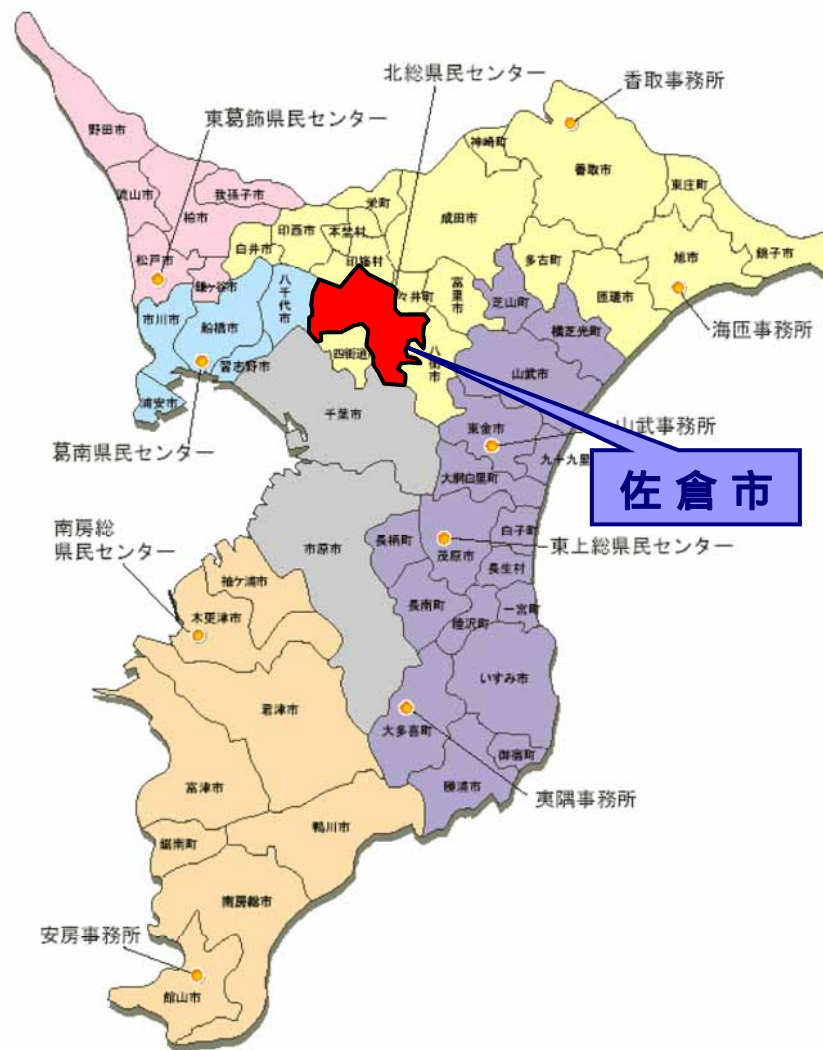 北総県民センター
香取事務所
東葛飾県民センター
野田市
神崎町
香取市
流山市
我孫子市
東庄町
柏市
栄町
成田市
印西市
本埜村
銚子市
白井市
松戸市
印旛村
多古町
旭市
鎌ヶ谷市
八千代市
富里市
匝瑳市
々井町
芝山町
市川市
船橋市
横芝光町
海匝事務所
四街道
八街市
習志野市
山武市
浦安市
千葉市
東金市
山武事務所
葛南県民センター
九十九里
大網白里町
佐倉市
南房総
県民センター
白子町
市原市
長柄町
茂原市
東上総県民センター
長生村
袖ケ浦市
長南町
一宮町
木更津市
睦沢町
いすみ市
君津市
大多喜町
御宿町
富津市
勝浦市
夷隅事務所
鴨川市
鋸南町
南房総市
安房事務所
館山市